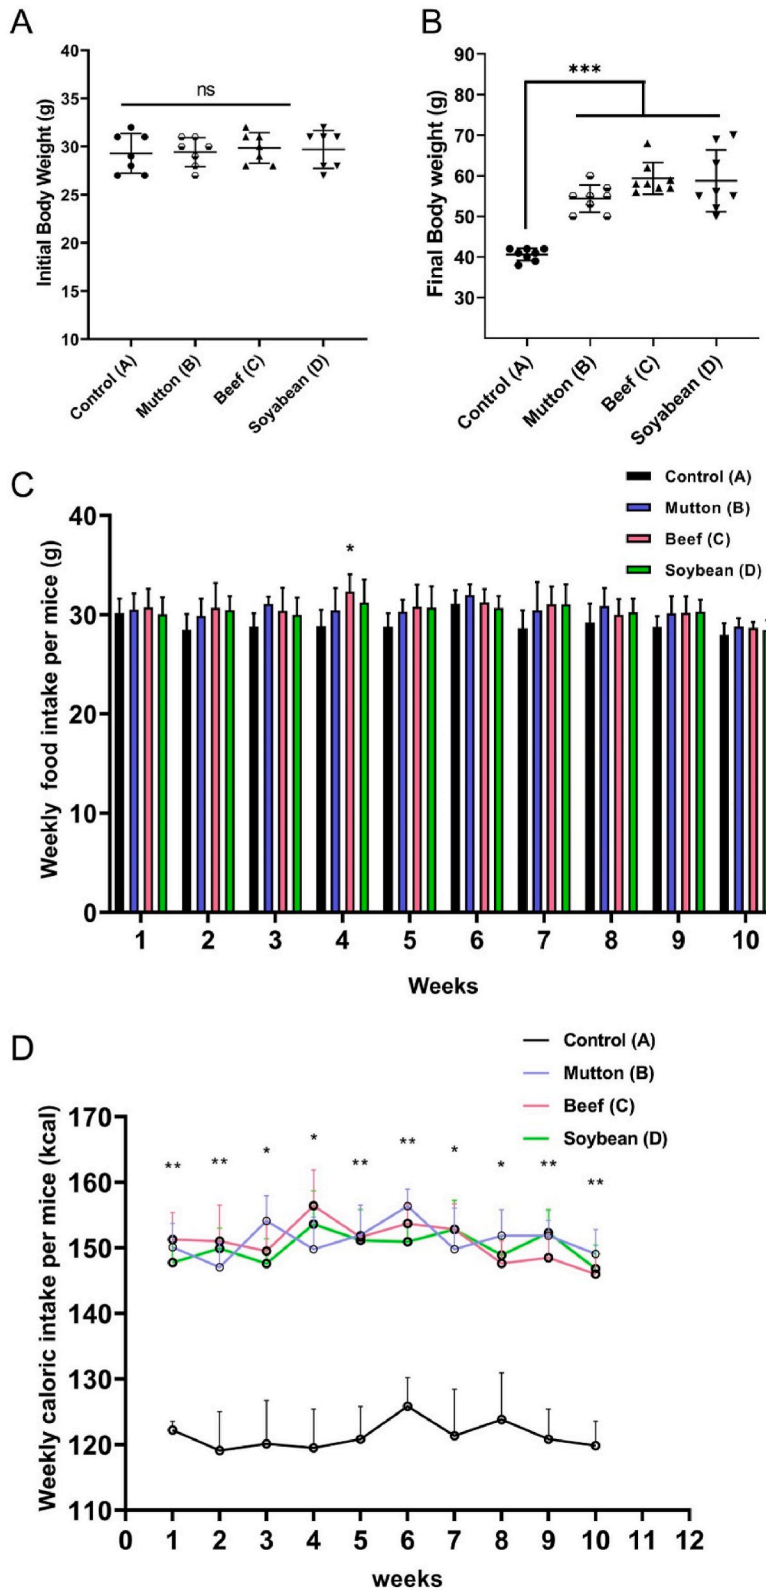 A
40
35
30
25
20
15
10
Initial Body Weight (g)
ns
Control (A)
Mutton (B)
Beef (C)
Soyabean (D)
B
90
80
70
60
50
40
30
Final Body weight (g)
***
Control (A)
Mutton (B)
Beef (C)
Soyabean (D)
C
Control (A)
Mutton (B)
Beef (C)
Soybean (D)
40
30
20
10
0
Weekly food intake per mice (g)
*
1 2 3 4 5 6 7 8 9 10
Weeks
D
Control (A)
Mutton (B)
Beef (C)
Soybean (D)
170
160
150
140
130
120
110
Weekly caloric intake per mice (kcal)
** ** * * ** ** * * ** **
0 1 2 3 4 5 6 7 8 9 10 11 12
weeks